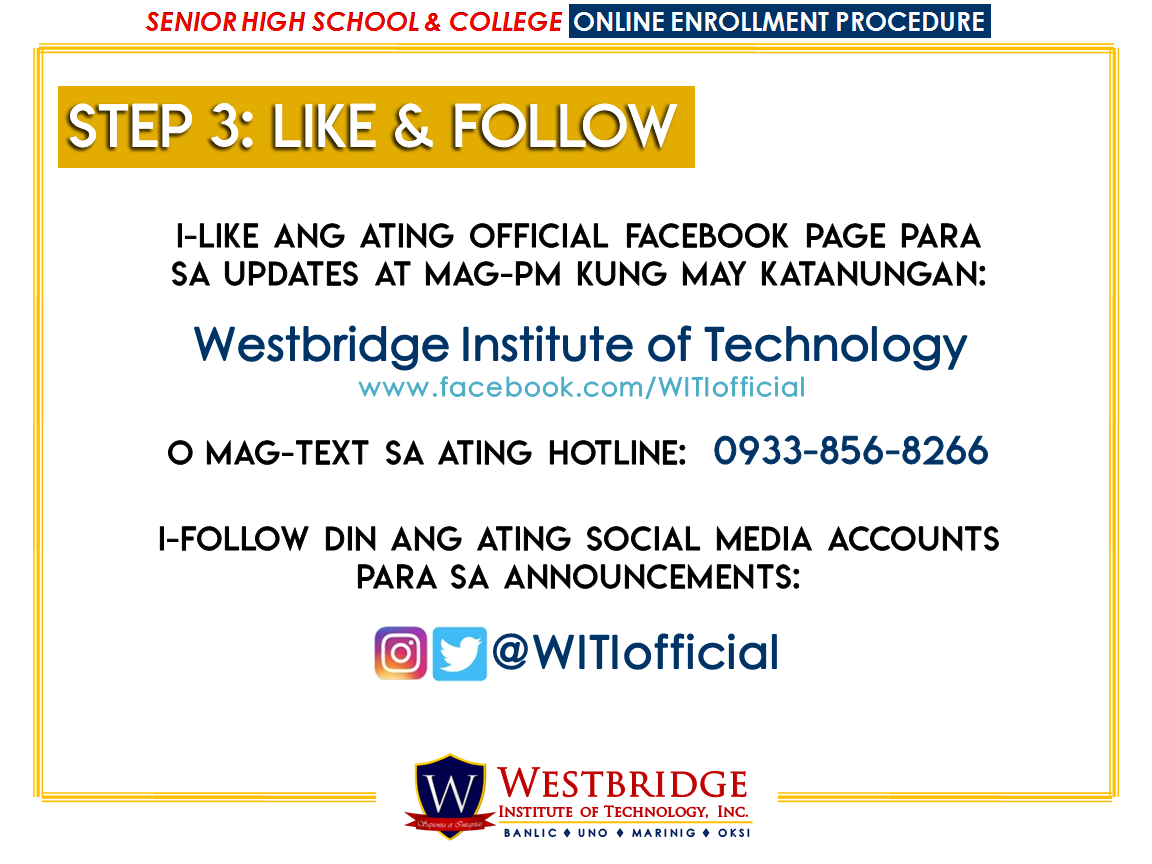 SENIOR HIGH SCHOOL & COLLEGE ONLINE ENROLLMENT PROCEDURE
STEP 3: LIKE & FOLLOW
I-LIKE ANG ATING OFFICIAL FACEBOOK PAGE PARA
SA UPDATES AT MAG-PM KUNG MAY KATANUNGAN:
Westbridge Institute of Technology
www.facebook.com/WITIofficial
O MAG-TEXT SA ATING HOTLINE: 0933-856-8266
I-FOLLOW DIN ANG ATING SOCIAL MEDIA ACCOUNTS
PARA SA ANNOUNCEMENTS:
@WITIofficial
W
Sapientia et Integritas
WESTBRIDGE
INSTITUTE OF TECHNOLOGY, INC.
BANLIC ♦ UNO ♦ MARINIG ♦ OKSI